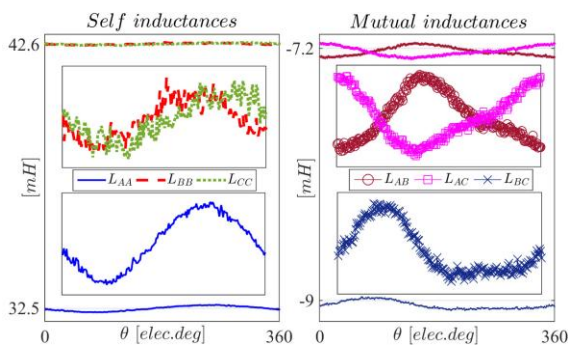 Self inductances
Mutual inductances
42.6
[mH]
L_AA L_BB L_CC
32.5
0 θ [elec.deg] 360
-7.2
[mH]
L_AB L_AC L_BC
-9
0 θ [elec.deg] 360